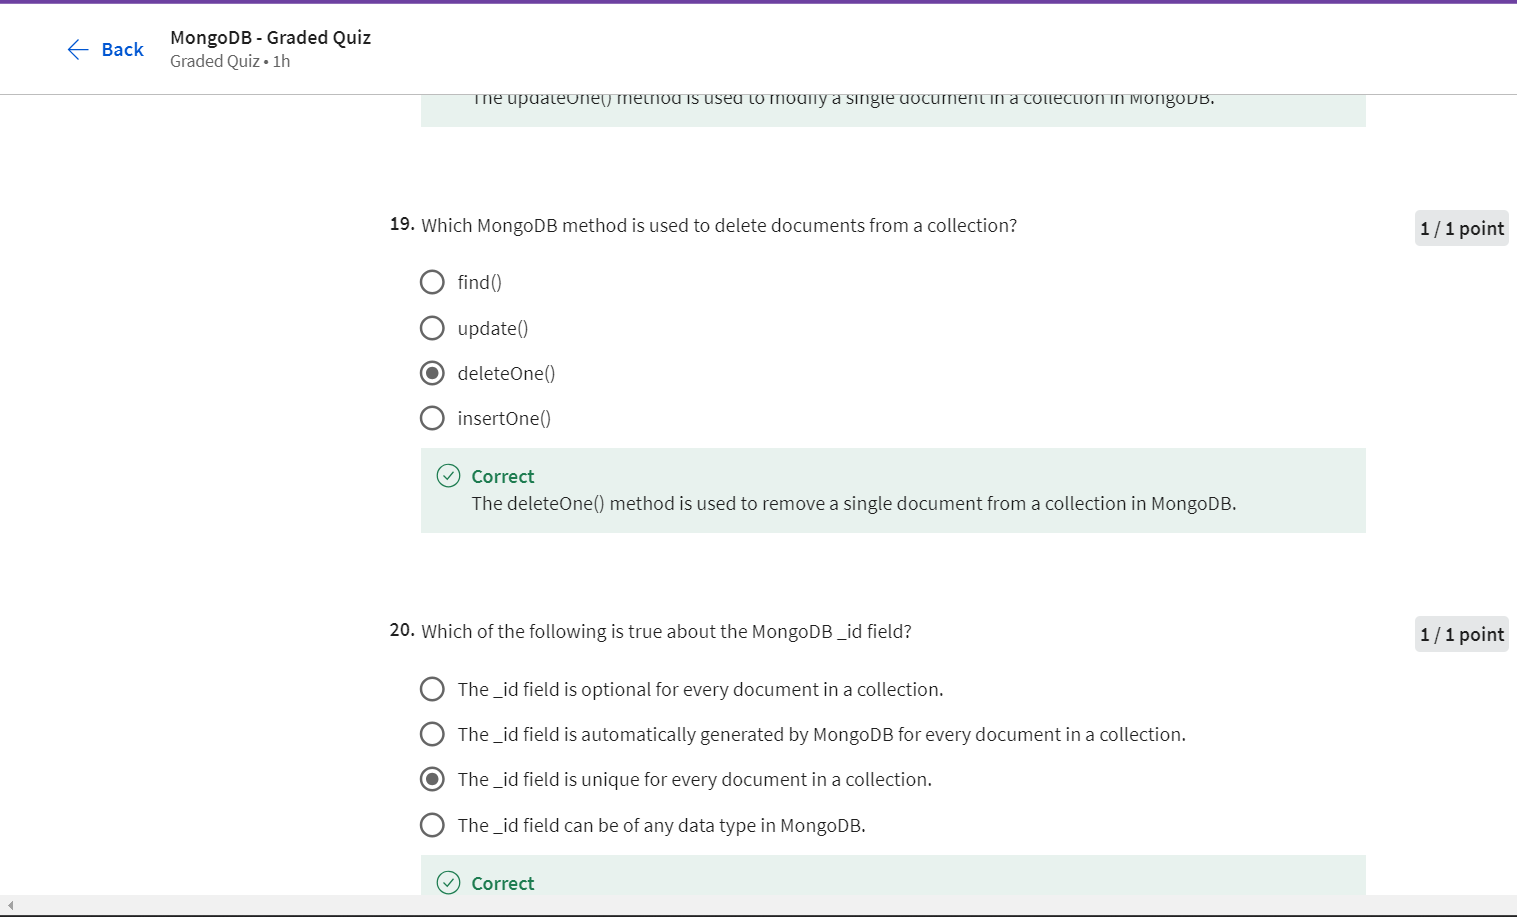 Back
MongoDB - Graded Quiz
Graded Quiz • 1h
The updateOne() method is used to modify a single document in a collection in MongoDB.
19. Which MongoDB method is used to delete documents from a collection?
1 / 1 point
find()
update()
deleteOne()
insertOne()
Correct
The deleteOne() method is used to remove a single document from a collection in MongoDB.
20. Which of the following is true about the MongoDB _id field?
1 / 1 point
The _id field is optional for every document in a collection.
The _id field is automatically generated by MongoDB for every document in a collection.
The _id field is unique for every document in a collection.
The _id field can be of any data type in MongoDB.
Correct